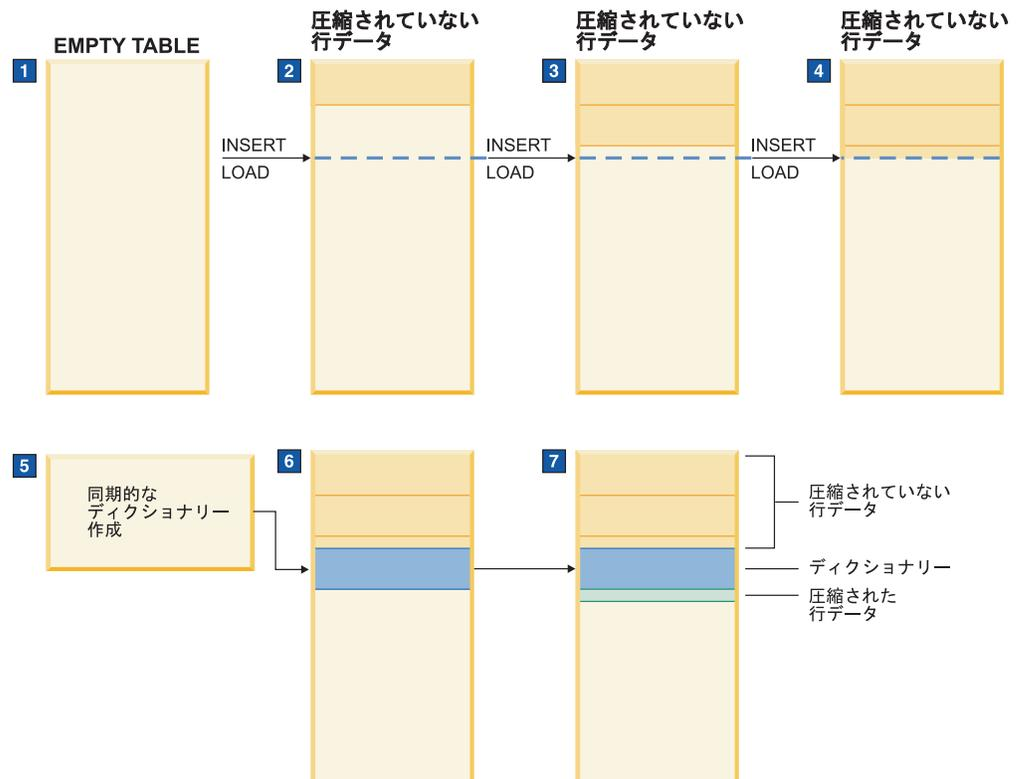 EMPTY TABLE
1
圧縮されていない
行データ
2
圧縮されていない
行データ
3
圧縮されていない
行データ
4
INSERT
LOAD
INSERT
LOAD
INSERT
LOAD
5
同期的な
ディクショナリー
作成
6
7
圧縮されていない
行データ
ディクショナリー
圧縮された
行データ